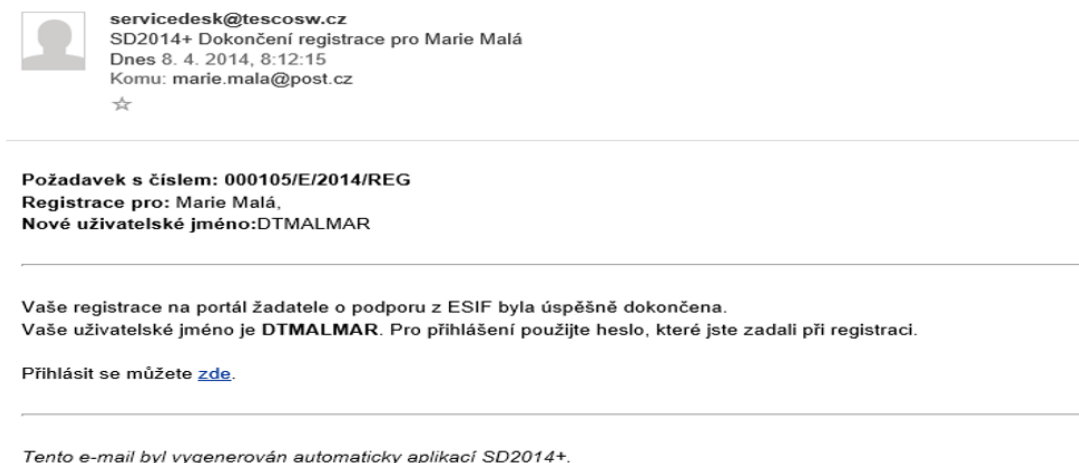 servicedesk@tescosw.cz
SD2014+ Dokončení registrace pro Marie Malá
Dnes 8. 4. 2014, 8:12:15
Komu: marie.mala@post.cz
Požadavek s číslem: 000105/E/2014/REG
Registrace pro: Marie Malá,
Nové uživatelské jméno:DTMALMAR
Vaše registrace na portál žadatele o podporu z ESIF byla úspěšně dokončena.
Vaše uživatelské jméno je DTMALMAR. Pro přihlášení použijte heslo, které jste zadali při registraci.
Přihlásit se můžete zde.
Tento e-mail byl vygenerován automaticky aplikací SD2014+.